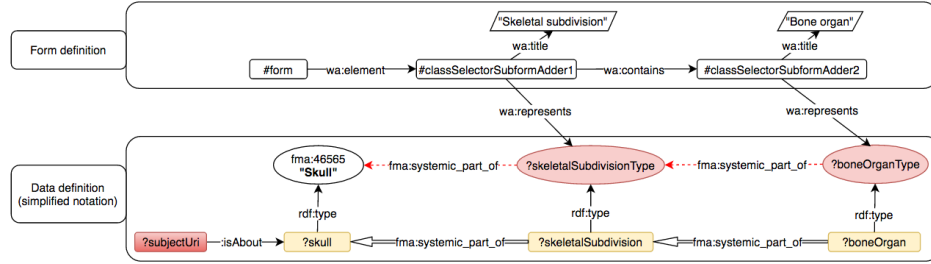 "Skeletal subdivision"
"Bone organ"
Form definition
wa:title
wa:title
#form
wa:element
#classSelectorSubformAdder1
wa:contains
#classSelectorSubformAdder2
wa:represents
wa:represents
fma:46565
"Skull"
fma:systemic_part_of
?skeletalSubdivisionType
fma:systemic_part_of
?boneOrganType
Data definition
(simplified notation)
rdf:type
rdf:type
rdf:type
?subjectUri
:isAbout
?skull
fma:systemic_part_of
?skeletalSubdivision
fma:systemic_part_of
?boneOrgan